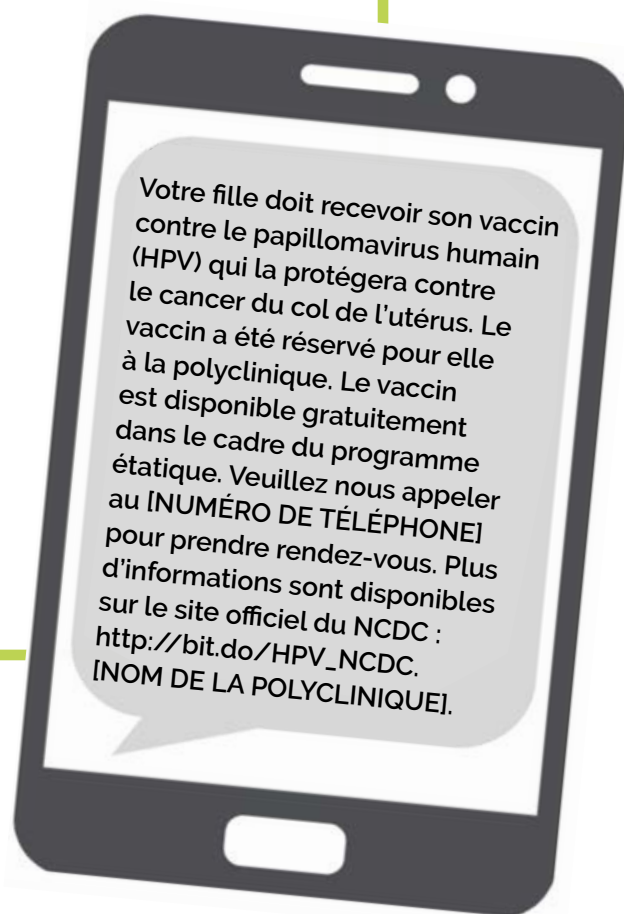 Votre fille doit recevoir son vaccin
contre le papillomavirus humain
(HPV) qui la protégera contre
le cancer du col de l'utérus. Le
vaccin a été réservé pour elle
à la polyclinique. Le vaccin
est disponible gratuitement
dans le cadre du programme
étatique. Veuillez nous appeler
au [NUMÉRO DE TÉLÉPHONE]
pour prendre rendez-vous. Plus
d'informations sont disponibles
sur le site officiel du NCDC :
http://bit.do/HPV_NCDC.
[NOM DE LA POLYCLINIQUE].